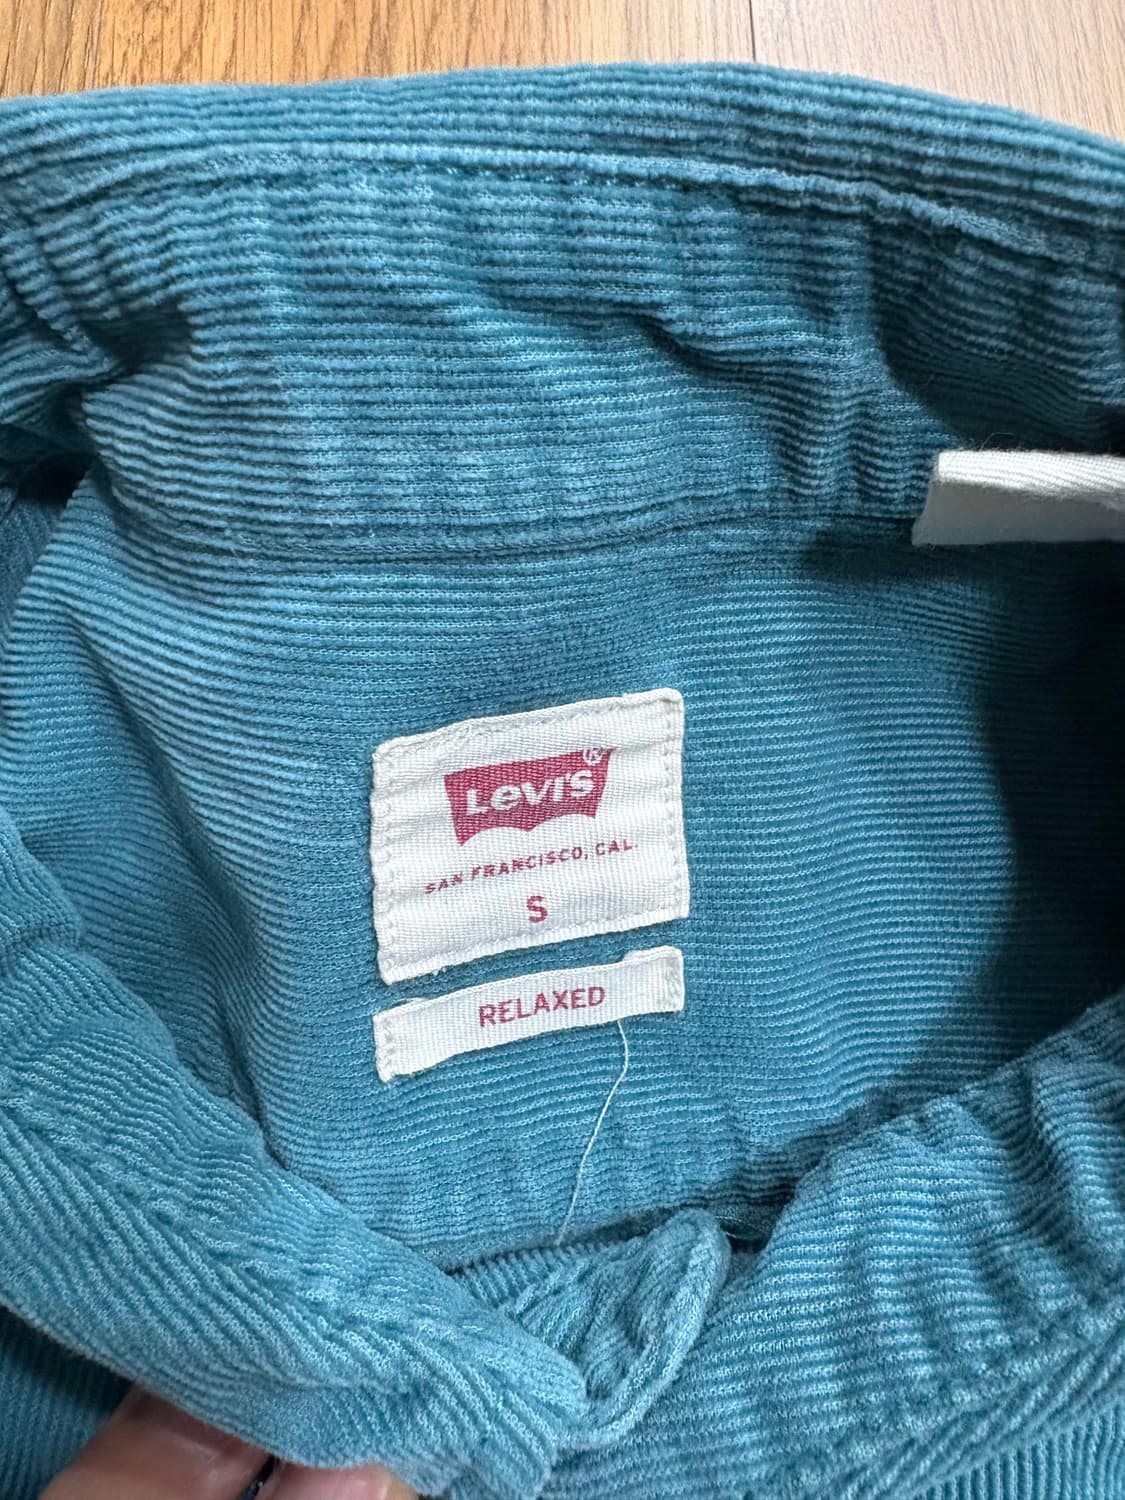 Levi's®
SAN FRANCISCO, CAL.
S
RELAXED